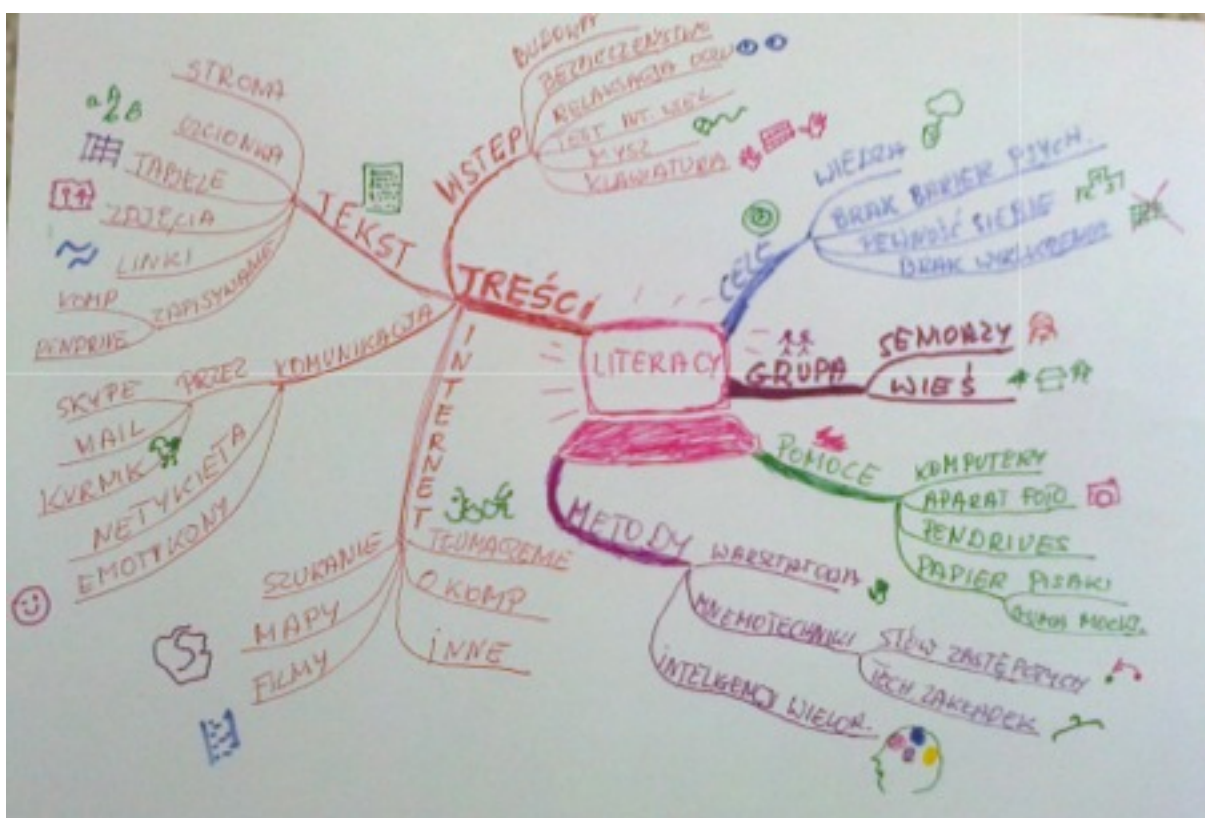 LITERACY
TREŚCI
WSTĘP
BUDOWA
BEZPIECZEŃSTWO
RELAKSACJA OCZU
MYSZ
KLAWIATURA
TEKST
STRONA
CZCIONKA
TABELE
ZDJĘCIA
LINKI
ZAPISYWANIE
KOMP
PENDRIVE
KOMUNIKACJA
PRZEZ
SKYPE
MAIL
KURNIK
NETYKIETA
EMOTIKONY
INTERNET
SZUKANIE
MAPY
FILMY
TŁUMACZENIE
O KOMP
INNE
CELE
WIEDZA
BRAK BARIER PSYCH.
PEWNOŚĆ SIEBIE
BRAK
GRUPA
SENIORZY
WIEŚ
POMOCE
KOMPUTERY
APARAT FOTO
PENDRIVES
PAPIER PISAKI
METODY
WARSZTATOWA
MNEMOTECHNIKI
SŁÓW ZASTĘPCZYCH
TECH. ZAKŁADEK
INTELIGENCJI WIELOR.